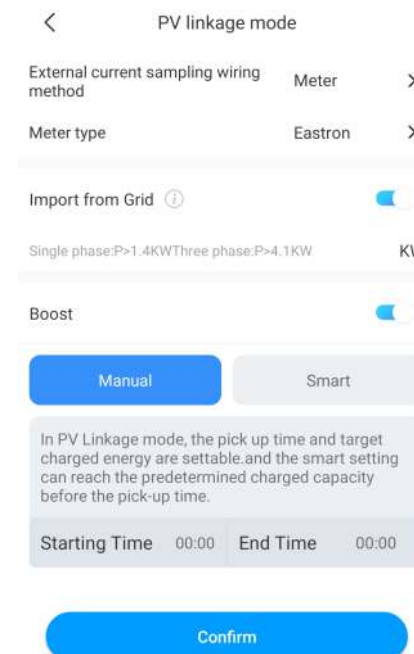 PV linkage mode
External current sampling wiring
method
Meter
Meter type
Eastron
Import from Grid
Single phase:P>1.4KWThree phase:P>4.1KW
Boost
Manual
Smart
In PV Linkage mode, the pick up time and target
charged energy are settable.and the smart setting
can reach the predetermined charged capacity
before the pick-up time.
Starting Time 00:00 End Time 00:00
Confirm